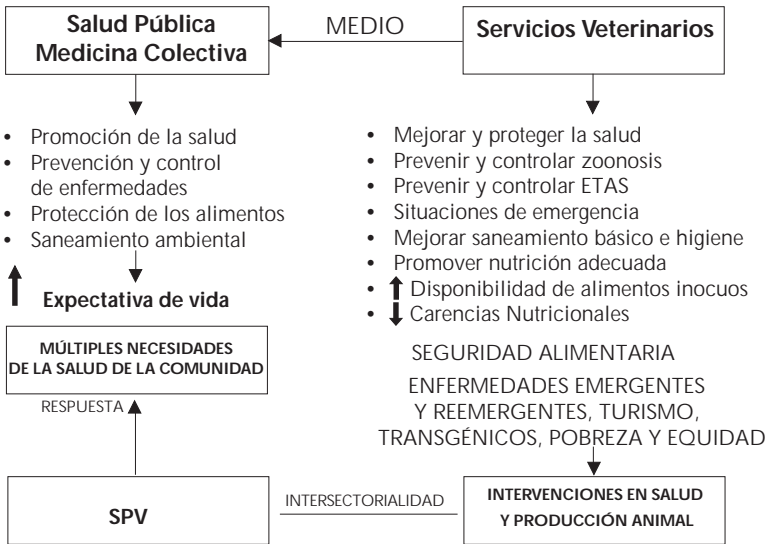 Salud Pública
Medicina Colectiva
MEDIO
Servicios Veterinarios
• Promoción de la salud
• Prevención y control
de enfermedades
• Protección de los alimentos
• Saneamiento ambiental
Expectativa de vida
MÚLTIPLES NECESIDADES
DE LA SALUD DE LA COMUNIDAD
RESPUESTA
SPV
• Mejorar y proteger la salud
• Prevenir y controlar zoonosis
• Prevenir y controlar ETAS
• Situaciones de emergencia
• Mejorar saneamiento básico e higiene
• Promover nutrición adecuada
• Disponibilidad de alimentos inocuos
• Carencias Nutricionales
SEGURIDAD ALIMENTARIA
ENFERMEDADES EMERGENTES
Y REEMERGENTES, TURISMO,
TRANSGÉNICOS, POBREZA Y EQUIDAD
INTERSECTORIALIDAD
INTERVENCIONES EN SALUD
Y PRODUCCIÓN ANIMAL